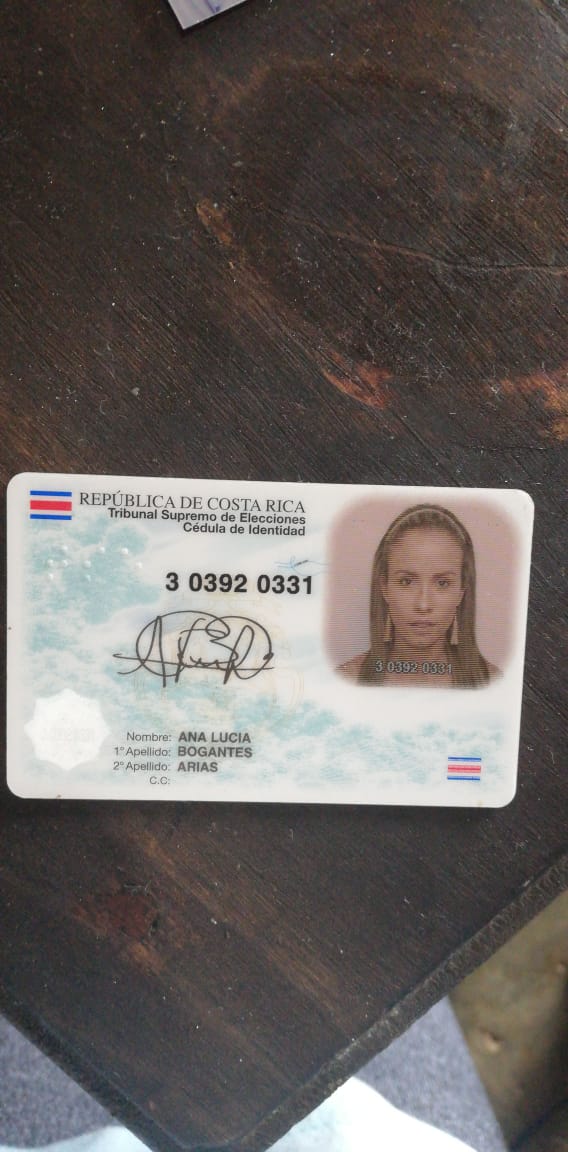 REPÚBLICA DE COSTA RICA
Tribunal Supremo de Elecciones
Cédula de Identidad
3 0392 0331
3 0392 0331
Nombre: ANA LUCIA
1° Apellido: BOGANTES
2° Apellido: ARIAS
C.C: